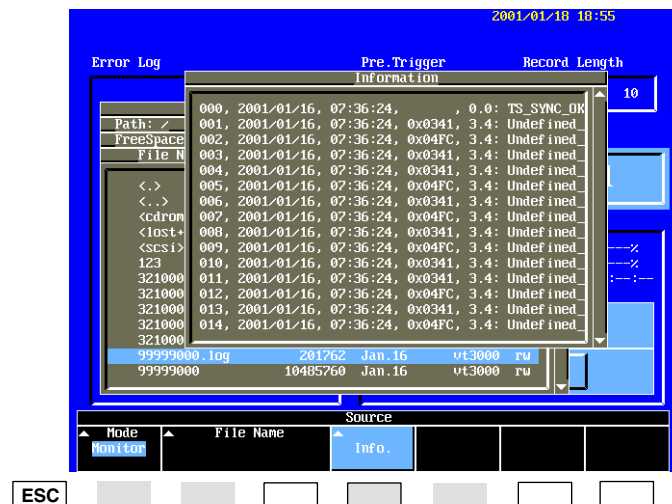 2001/01/18 18:55
Error Log Pre.Trigger Record Length
Information
10
000, 2001/01/16, 07:36:24, , 0.0: TS_SYNC_OK
001, 2001/01/16, 07:36:24, 0x0341, 3.4: Undefined_
002, 2001/01/16, 07:36:24, 0x04FC, 3.4: Undefined_
003, 2001/01/16, 07:36:24, 0x0341, 3.4: Undefined_
004, 2001/01/16, 07:36:24, 0x0341, 3.4: Undefined_
005, 2001/01/16, 07:36:24, 0x04FC, 3.4: Undefined_
006, 2001/01/16, 07:36:24, 0x0341, 3.4: Undefined_
007, 2001/01/16, 07:36:24, 0x04FC, 3.4: Undefined_
008, 2001/01/16, 07:36:24, 0x0341, 3.4: Undefined_
009, 2001/01/16, 07:36:24, 0x04FC, 3.4: Undefined_
010, 2001/01/16, 07:36:24, 0x0341, 3.4: Undefined_
011, 2001/01/16, 07:36:24, 0x0341, 3.4: Undefined_
012, 2001/01/16, 07:36:24, 0x04FC, 3.4: Undefined_
013, 2001/01/16, 07:36:24, 0x0341, 3.4: Undefined_
014, 2001/01/16, 07:36:24, 0x04FC, 3.4: Undefined_
Path: /
FreeSpace
File N
<.>
<..>
<cdrom
<lost+
<scsi>
123
321000
321000
321000
321000
321000
---%
---%
:--:--
99999000.log 201762 Jan.16 vt3000 rw
99999000 10485760 Jan.16 vt3000 rw
Source
Mode File Name
Monitor Info.
ESC